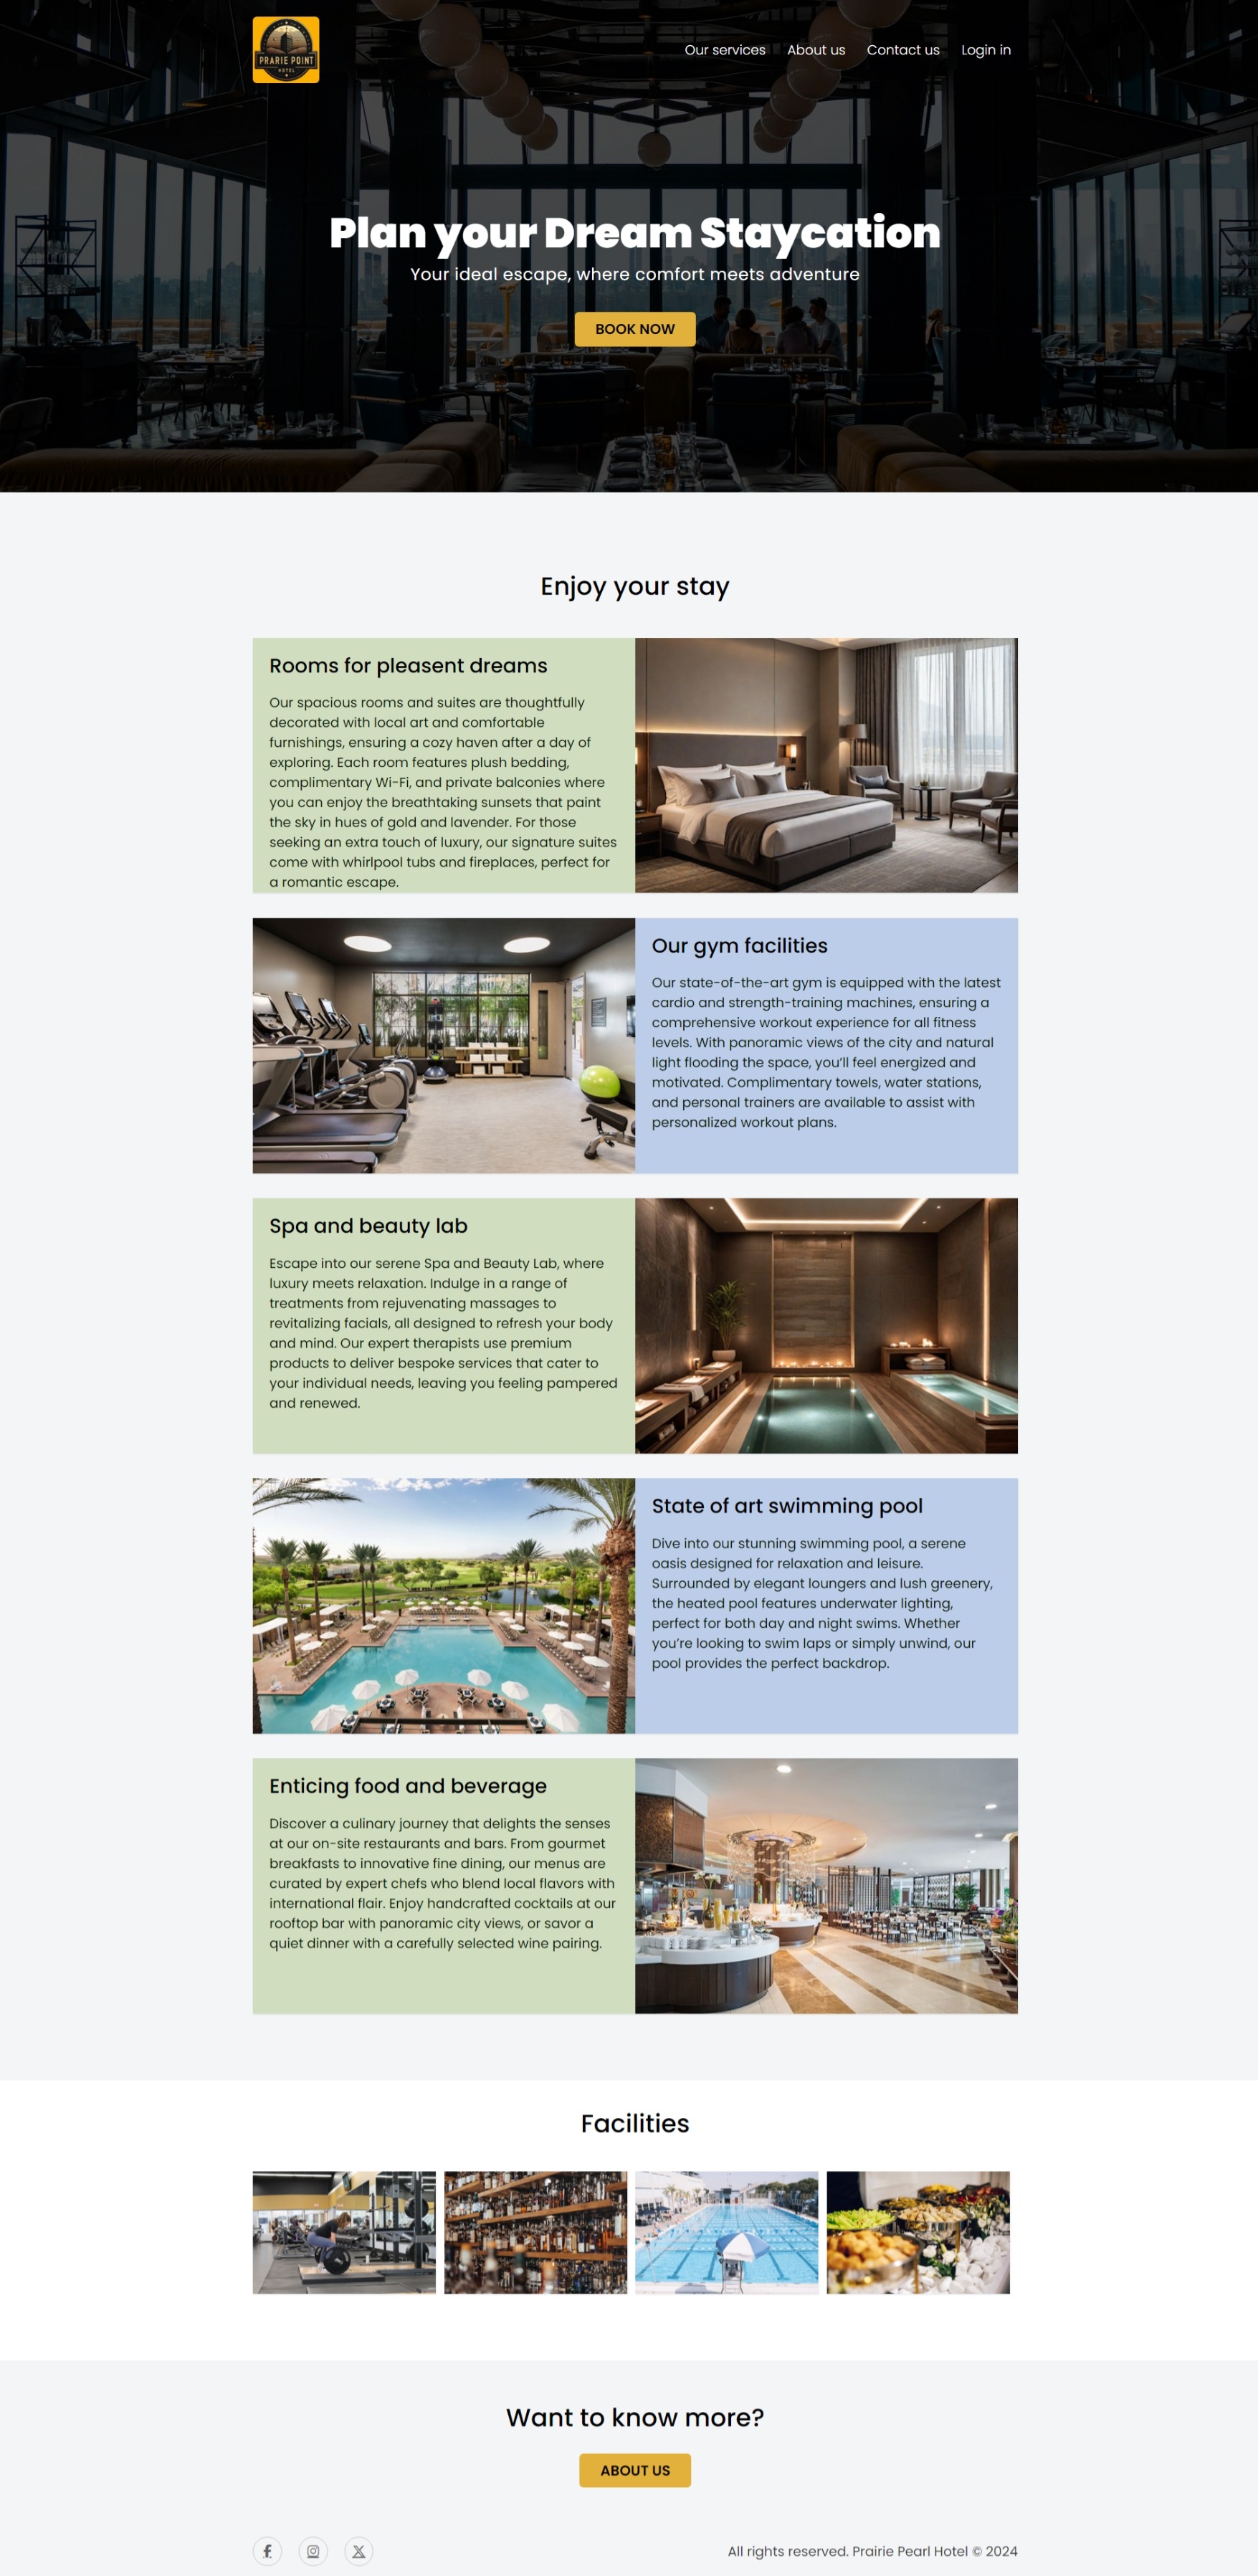 PRARIE POINT
HOTEL
Our services About us Contact us Login in
Plan your Dream Staycation
Your ideal escape, where comfort meets adventure
BOOK NOW
Enjoy your stay
Rooms for pleasent dreams
Our spacious rooms and suites are thoughtfully
decorated with local art and comfortable
furnishings, ensuring a cozy haven after a day of
exploring. Each room features plush bedding,
complimentary Wi-Fi, and private balconies where
you can enjoy the breathtaking sunsets that paint
the sky in hues of gold and lavender. For those
seeking an extra touch of luxury, our signature suites
come with whirlpool tubs and fireplaces, perfect for
a romantic escape.
Our gym facilities
Our state-of-the-art gym is equipped with the latest
cardio and strength-training machines, ensuring a
comprehensive workout experience for all fitness
levels. With panoramic views of the city and natural
light flooding the space, you'll feel energized and
motivated. Complimentary towels, water stations,
and personal trainers are available to assist with
personalized workout plans.
Spa and beauty lab
Escape into our serene Spa and Beauty Lab, where
luxury meets relaxation. Indulge in a range of
treatments from rejuvenating massages to
revitalizing facials, all designed to refresh your body
and mind. Our expert therapists use premium
products to deliver bespoke services that cater to
your individual needs, leaving you feeling pampered
and renewed.
State of art swimming pool
Dive into our stunning swimming pool, a serene
oasis designed for relaxation and leisure.
Surrounded by elegant loungers and lush greenery,
the heated pool features underwater lighting,
perfect for both day and night swims. Whether
you're looking to swim laps or simply unwind, our
pool provides the perfect backdrop.
Enticing food and beverage
Discover a culinary journey that delights the senses
at our on-site restaurants and bars. From gourmet
breakfasts to innovative fine dining, our menus are
curated by expert chefs who blend local flavors with
international flair. Enjoy handcrafted cocktails at our
rooftop bar with panoramic city views, or savor a
quiet dinner with a carefully selected wine pairing.
Facilities
Want to know more?
ABOUT US
All rights reserved. Prairie Pearl Hotel © 2024